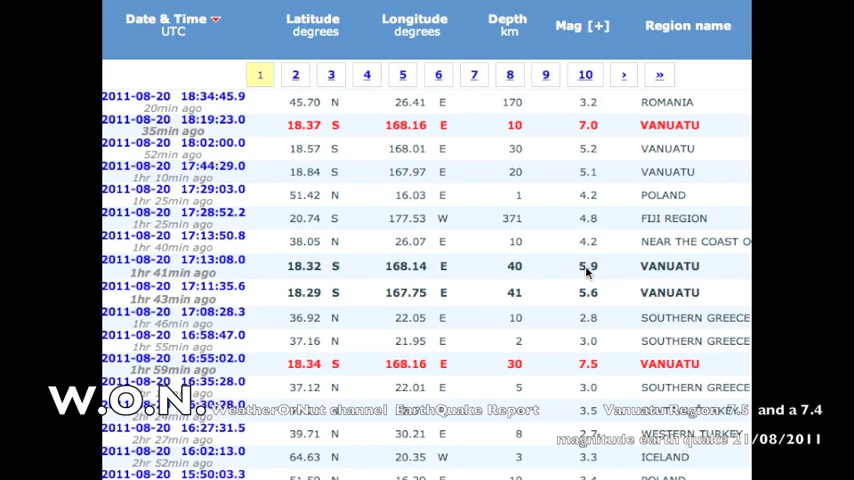 Date & Time Latitude Longitude Depth Mag [+] Region name
UTC degrees degrees km
1 2 3 4 5 6 7 8 9 10 › »
2011-08-20 18:34:45.9 45.70 N 26.41 E 170 3.2 ROMANIA
20min ago
2011-08-20 18:19:23.0 18.37 S 168.16 E 10 7.0 VANUATU
35min ago
2011-08-20 18:02:00.0 18.57 S 168.01 E 30 5.2 VANUATU
52min ago
2011-08-20 17:44:29.0 18.84 S 167.97 E 20 5.1 VANUATU
1hr 10min ago
2011-08-20 17:29:03.0 51.42 N 16.03 E 1 4.2 POLAND
1hr 25min ago
2011-08-20 17:28:52.2 20.74 S 177.53 W 371 4.8 FIJI REGION
1hr 25min ago
2011-08-20 17:13:50.8 38.05 N 26.07 E 10 4.2 NEAR THE COAST O
1hr 40min ago
2011-08-20 17:13:08.0 18.32 S 168.14 E 40 5.9 VANUATU
1hr 41min ago
2011-08-20 17:11:35.6 18.29 S 167.75 E 41 5.6 VANUATU
1hr 43min ago
2011-08-20 17:08:28.3 36.92 N 22.05 E 10 2.8 SOUTHERN GREECE
1hr 46min ago
2011-08-20 16:58:47.0 37.16 N 21.95 E 2 3.0 SOUTHERN GREECE
1hr 55min ago
2011-08-20 16:55:02.0 18.34 S 168.16 E 30 7.5 VANUATU
1hr 59min ago
2011-08-20 16:35:28.0 37.12 N 22.01 E 5 3.0 SOUTHERN GREECE
W.O.N. WeatherOrNut channel EarthQuake Report VanuatuRegion 7.5 and a 7.4
3.5
2011-08-20 16:27:31.5 39.71 N 30.21 E 8 2.7 WESTERN TURKEY
2hr 27min ago
magnitude earth quake 21/08/2011
2011-08-20 16:02:13.0 64.63 N 20.35 W 3 3.3 ICELAND
2hr 52min ago
2011-08-20 15:50:03.3 POLAND